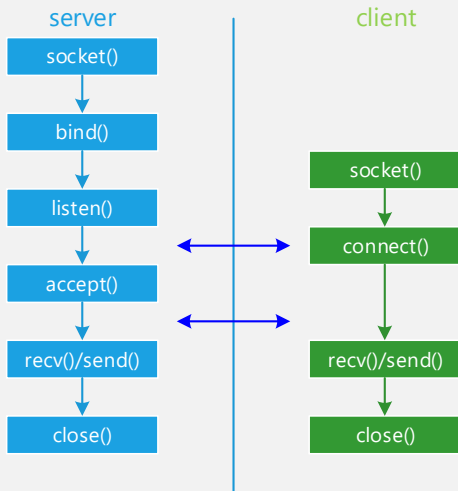 server
socket()
bind()
listen()
accept()
recv()/send()
close()
client
socket()
connect()
recv()/send()
close()